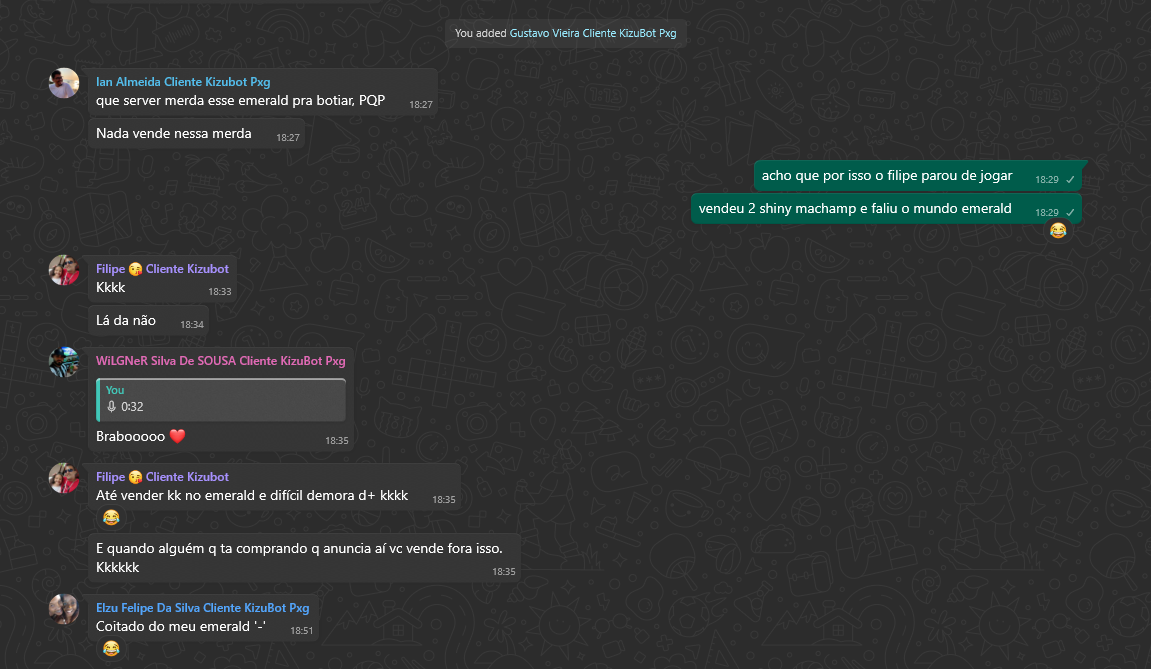 You added Gustavo Vieira Cliente KizuBot Pxg
Ian Almeida Cliente Kizubot Pxg
que server merda esse emerald pra botiar, PQP 18:27
Nada vende nessa merda 18:27
acho que por isso o filipe parou de jogar 18:29
vendeu 2 shiny machamp e faliu o mundo emerald 18:29
😂
Filipe 😘 Cliente Kizubot
Kkkk 18:33
Lá da não 18:34
WiLGNeR Silva De SOUSA Cliente KizuBot Pxg
You
0:32
Brabooooo ❤️ 18:35
Filipe 😘 Cliente Kizubot
Até vender kk no emerald e difícil demora d+ kkkk 18:35
😂
E quando alguém q ta comprando q anuncia aí vc vende fora isso.
Kkkkkk 18:35
Elzu Felipe Da Silva Cliente KizuBot Pxg
Coitado do meu emerald '-' 18:51
😂